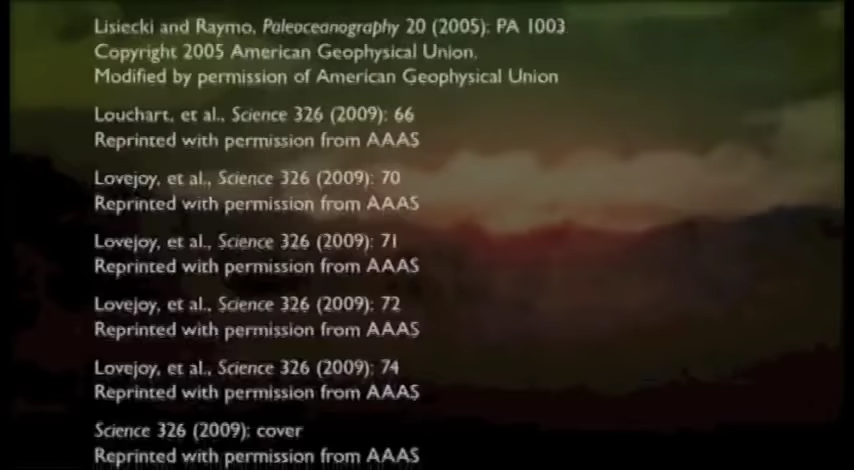 Lisiecki and Raymo, Paleoceanography 20 (2005): PA 1003
Copyright 2005 American Geophysical Union.
Modified by permission of American Geophysical Union
Louchart, et al., Science 326 (2009): 66
Reprinted with permission from AAAS
Lovejoy, et al., Science 326 (2009): 70
Reprinted with permission from AAAS
Lovejoy, et al., Science 326 (2009): 71
Reprinted with permission from AAAS
Lovejoy, et al., Science 326 (2009): 72
Reprinted with permission from AAAS
Lovejoy, et al., Science 326 (2009): 74
Reprinted with permission from AAAS
Science 326 (2009): cover
Reprinted with permission from AAAS